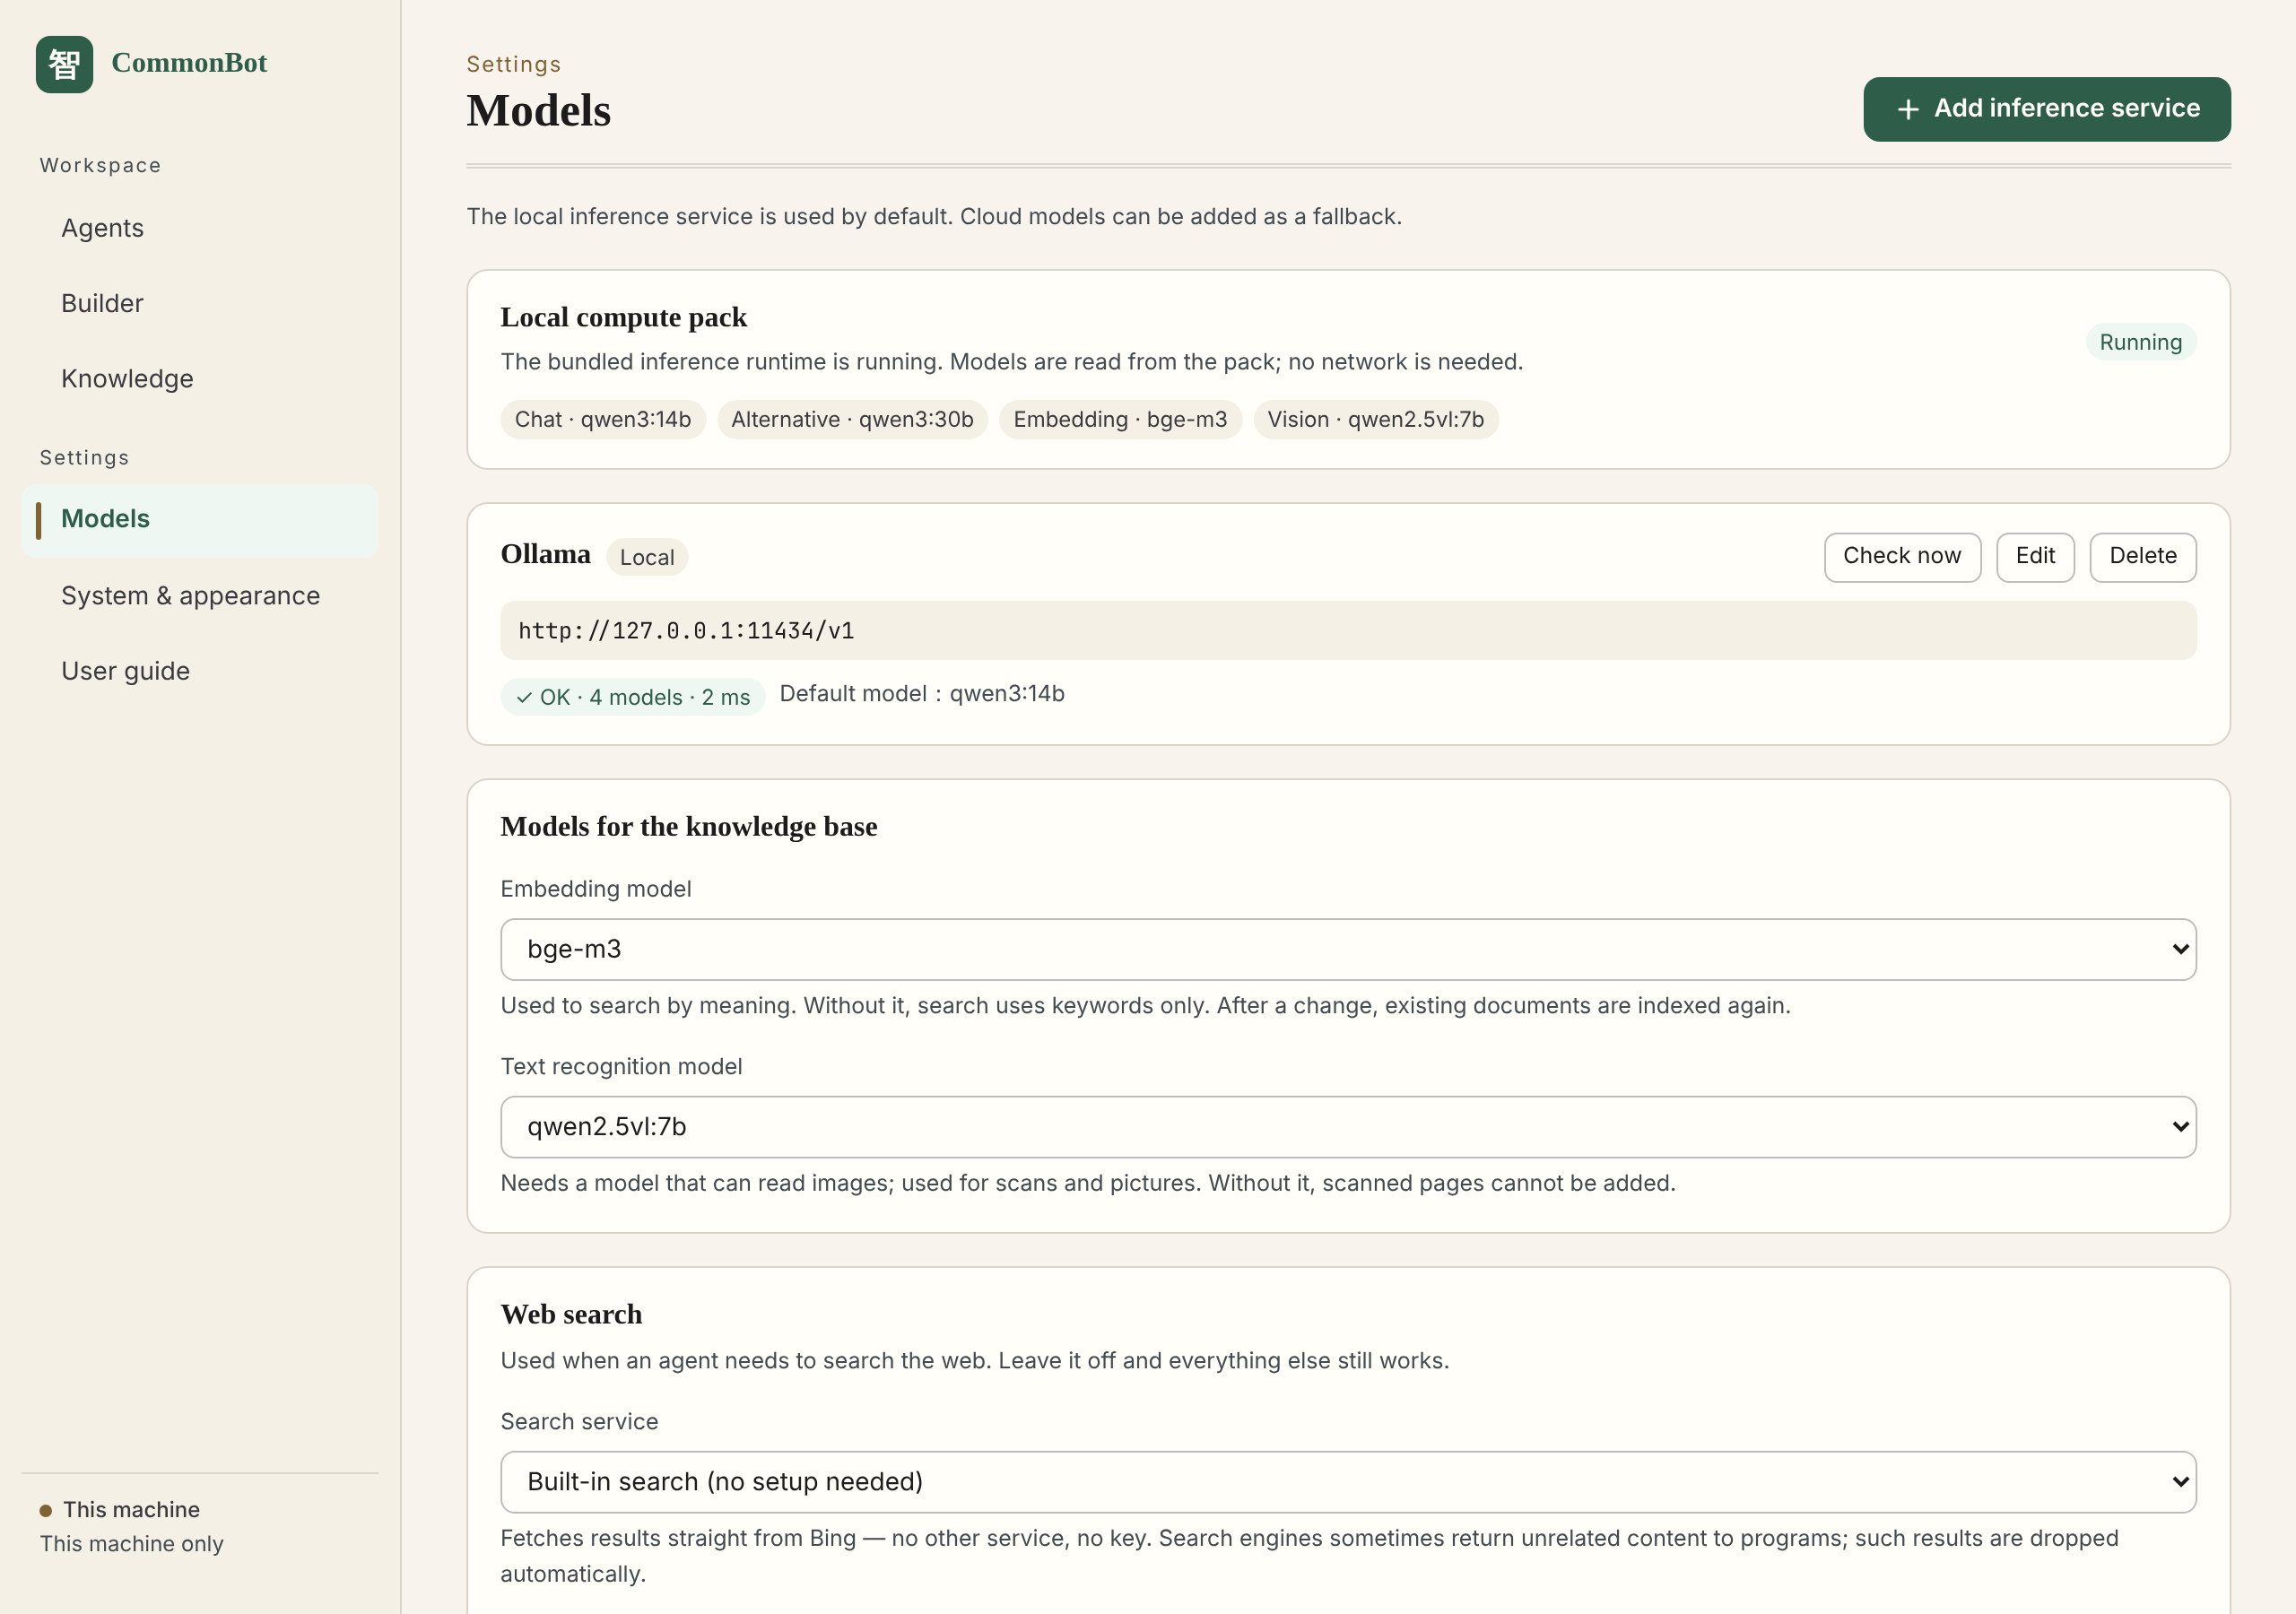 智 CommonBot
Workspace
Agents
Builder
Knowledge
Settings
Models
System & appearance
User guide
This machine
This machine only
Settings
Models
+ Add inference service
The local inference service is used by default. Cloud models can be added as a fallback.
Local compute pack
The bundled inference runtime is running. Models are read from the pack; no network is needed.
Running
Chat · qwen3:14b Alternative · qwen3:30b Embedding · bge-m3 Vision · qwen2.5vl:7b
Ollama Local Check now Edit Delete
http://127.0.0.1:11434/v1
✓ OK · 4 models · 2 ms Default model：qwen3:14b
Models for the knowledge base
Embedding model
bge-m3
Used to search by meaning. Without it, search uses keywords only. After a change, existing documents are indexed again.
Text recognition model
qwen2.5vl:7b
Needs a model that can read images; used for scans and pictures. Without it, scanned pages cannot be added.
Web search
Used when an agent needs to search the web. Leave it off and everything else still works.
Search service
Built-in search (no setup needed)
Fetches results straight from Bing — no other service, no key. Search engines sometimes return unrelated content to programs; such results are dropped
automatically.